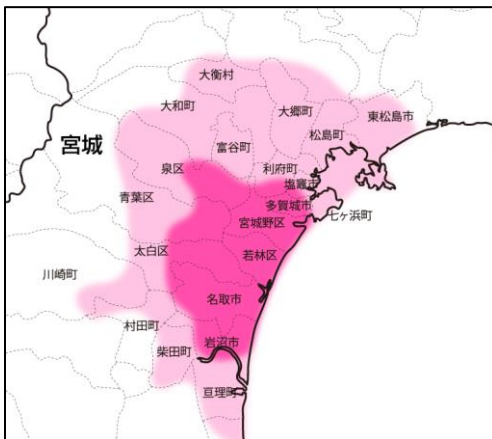 大衡村
大和町
大郷町
東松島市
松島町
宮城
富谷町
泉区
利府町
塩竈市
青葉区
多賀城市
七ヶ浜町
宮城野区
太白区
若林区
川崎町
名取市
村田町
岩沼市
柴田町
亘理町